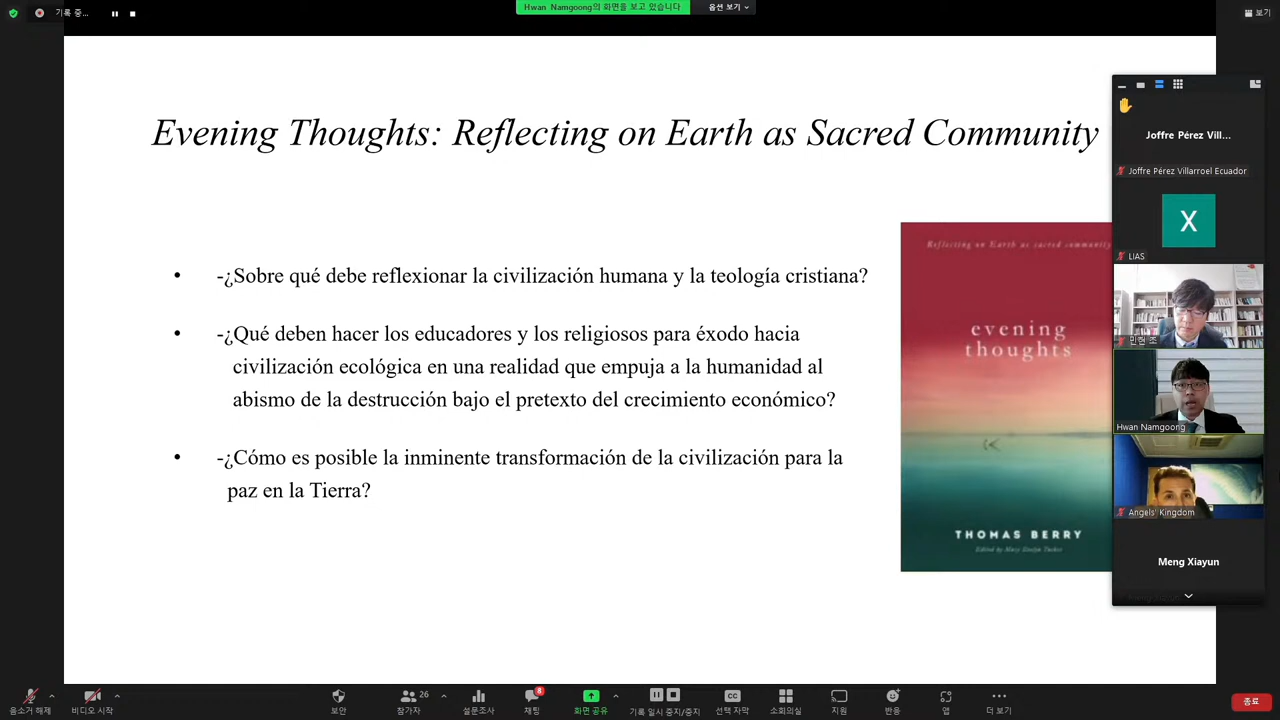 기록 중...
Hwan Namgoong의 화면을 보고 있습니다
옵션 보기
보기
Evening Thoughts: Reflecting on Earth as Sacred Community
• -¿Sobre qué debe reflexionar la civilización humana y la teología cristiana?
• -¿Qué deben hacer los educadores y los religiosos para éxodo hacia
civilización ecológica en una realidad que empuja a la humanidad al
abismo de la destrucción bajo el pretexto del crecimiento económico?
• -¿Cómo es posible la inminente transformación de la civilización para la
paz en la Tierra?
Reflecting on Earth as sacred community
evening
thoughts
THOMAS BERRY
Edited by Mary Evelyn Tucker
Joffre Pérez Vill...
Joffre Pérez Villarroel Ecuador
X
LIAS
민현 조
Hwan Namgoong
Angels' Kingdom
Meng Xiayun
음소거 해제
비디오 시작
보안
26
참가자
설문조사
8
채팅
화면 공유
기록 일시 중지/중지
CC
선택 자막
소회의실
지원
반응
앱
더 보기
종료